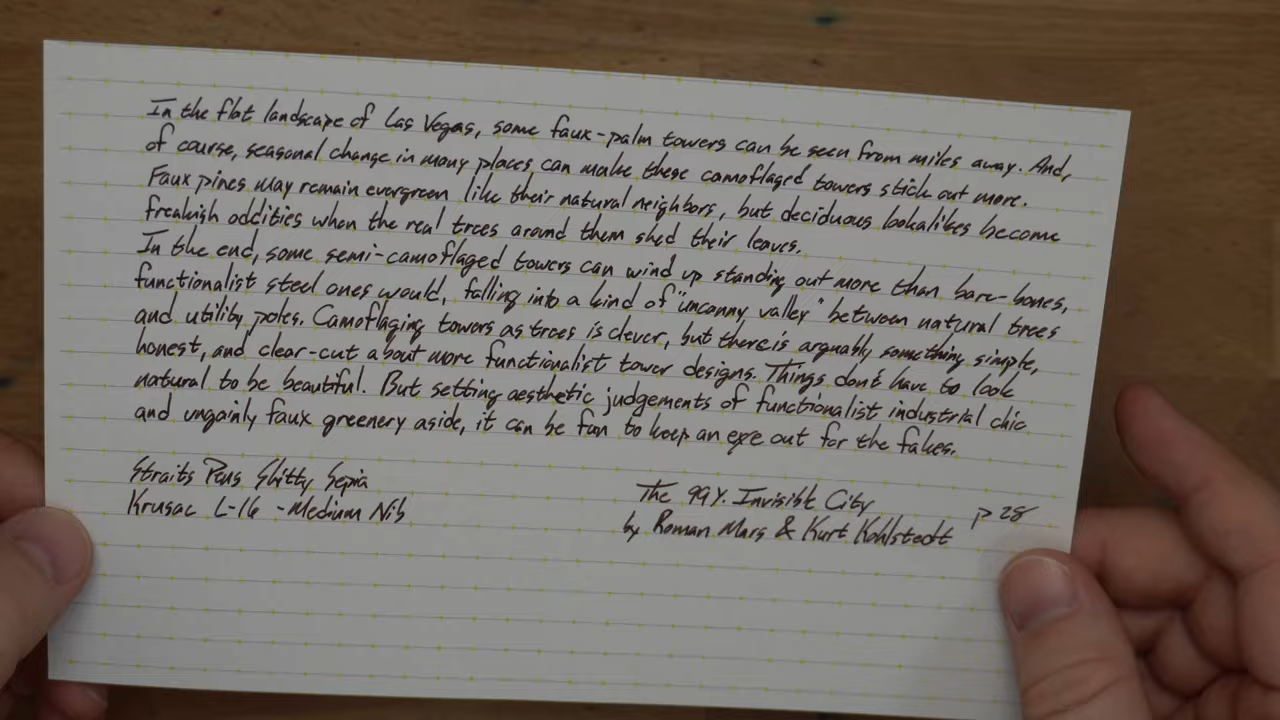 In the flat landscape of Las Vegas, some faux-palm towers can be seen from miles away. And,
of course, seasonal change in many places can make these camoflaged towers stick out more.
Faux pines may remain evergreen like their natural neighbors, but deciduous lookalikes become
freakish oddities when the real trees around them shed their leaves.
In the end, some semi-camoflaged towers can wind up standing out more than bare-bones,
functionalist steel ones would, falling into a kind of "uncanny valley" between natural trees
and utility poles. Camoflaging towers as trees is clever, but there is arguably something simple,
honest, and clear-cut about more functionalist tower designs. Things don't have to look
natural to be beautiful. But setting aesthetic judgements of functionalist industrial chic
and ungainly faux greenery aside, it can be fun to keep an eye out for the fakes.
Straits Pens Shitty Sepia
Krusac L-16 - Medium Nib
The 99% Invisible City
by Roman Mars & Kurt Kohlstedt
p 28